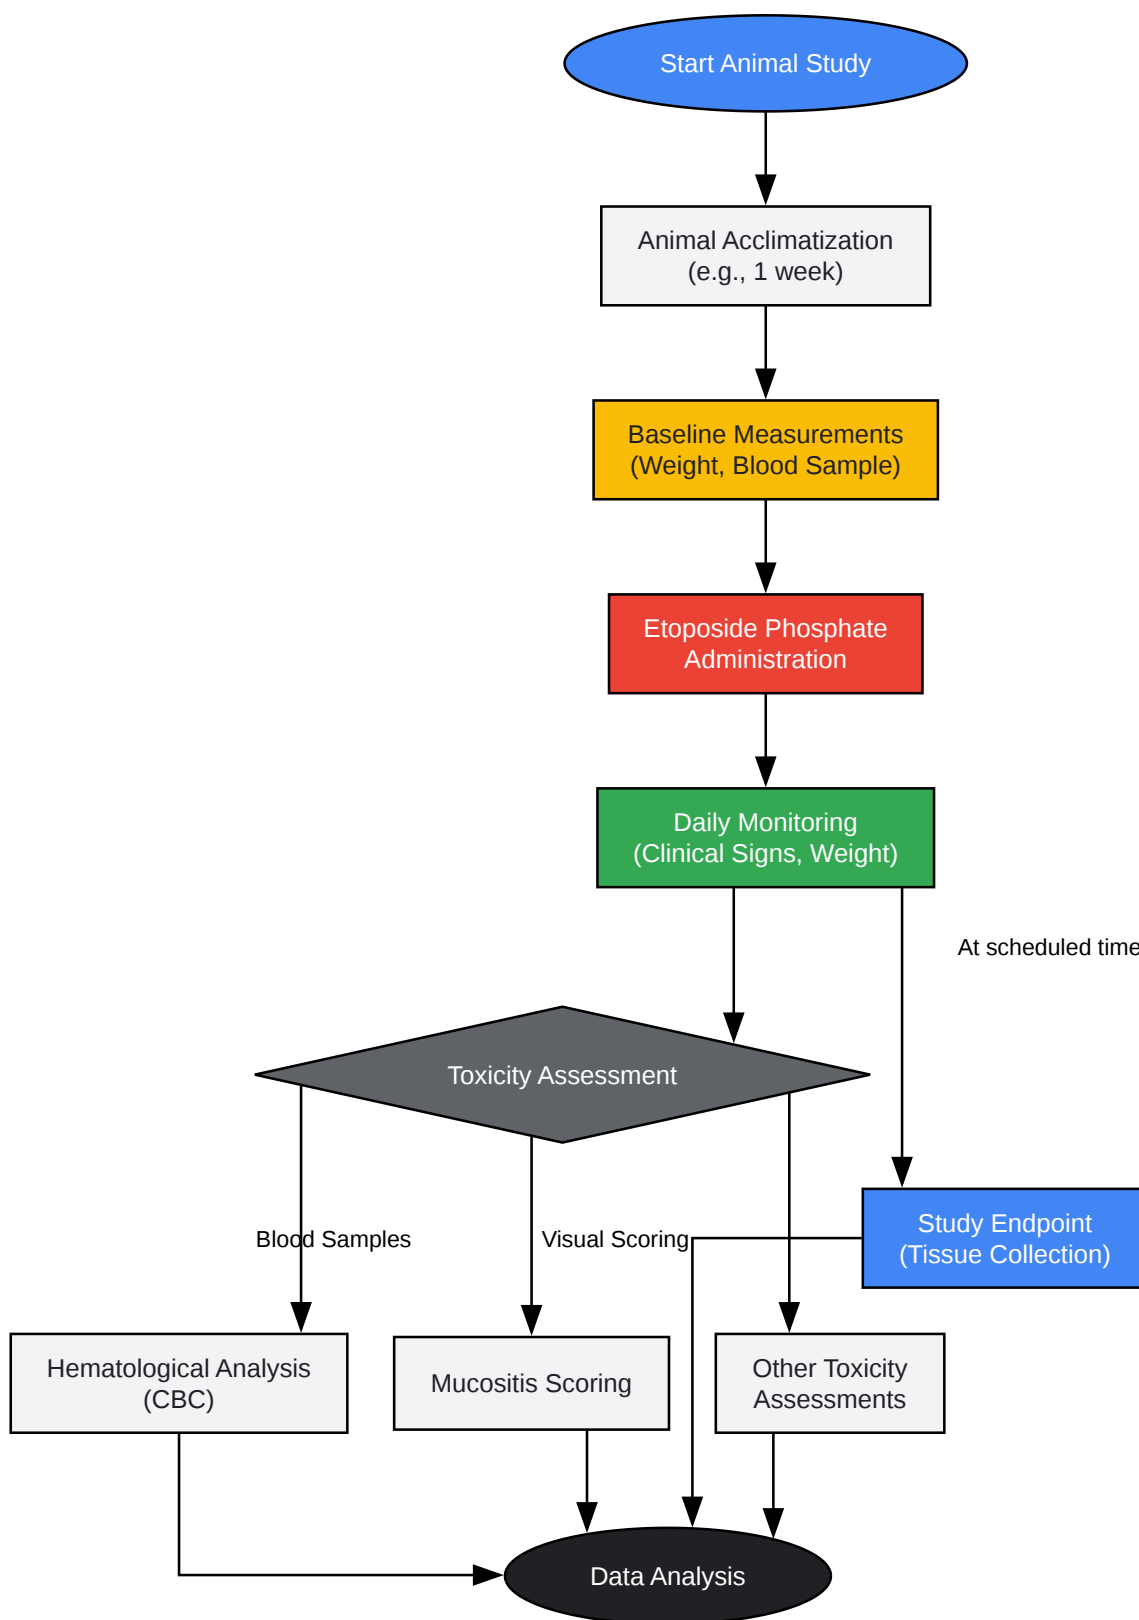 Start Animal Study
Animal Acclimatization
(e.g., 1 week)
Baseline Measurements
(Weight, Blood Sample)
Etoposide Phosphate
Administration
Daily Monitoring
(Clinical Signs, Weight)
At scheduled time
Toxicity Assessment
Blood Samples
Visual Scoring
Study Endpoint
(Tissue Collection)
Hematological Analysis
(CBC)
Mucositis Scoring
Other Toxicity
Assessments
Data Analysis